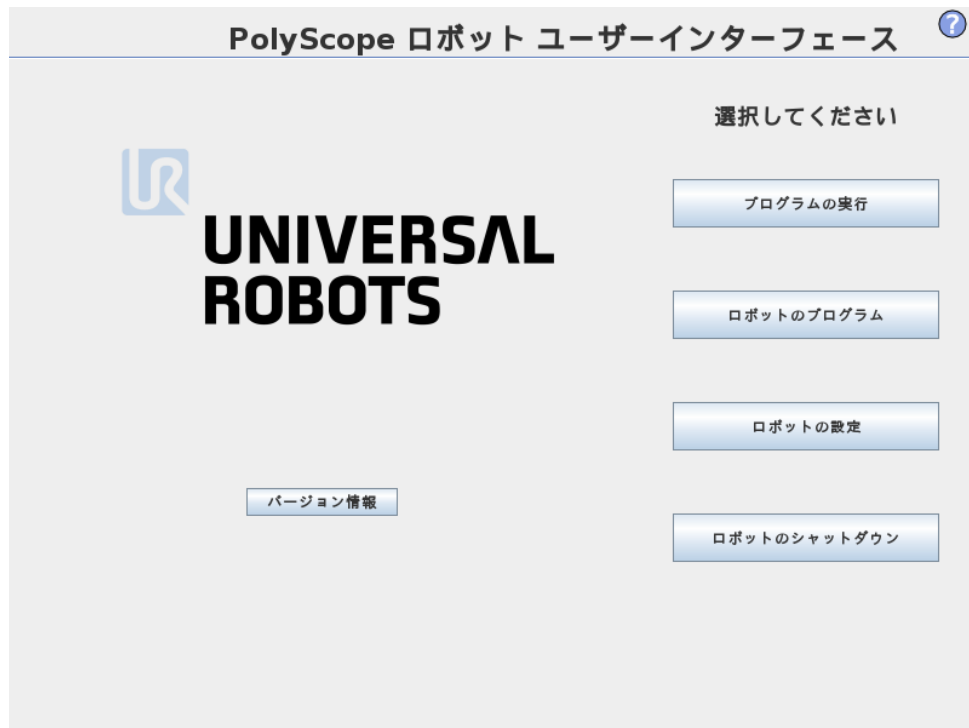 PolyScope ロボット ユーザーインターフェース
?
選択してください
UR
UNIVERSAL
ROBOTS
プログラムの実行
ロボットのプログラム
ロボットの設定
バージョン情報
ロボットのシャットダウン